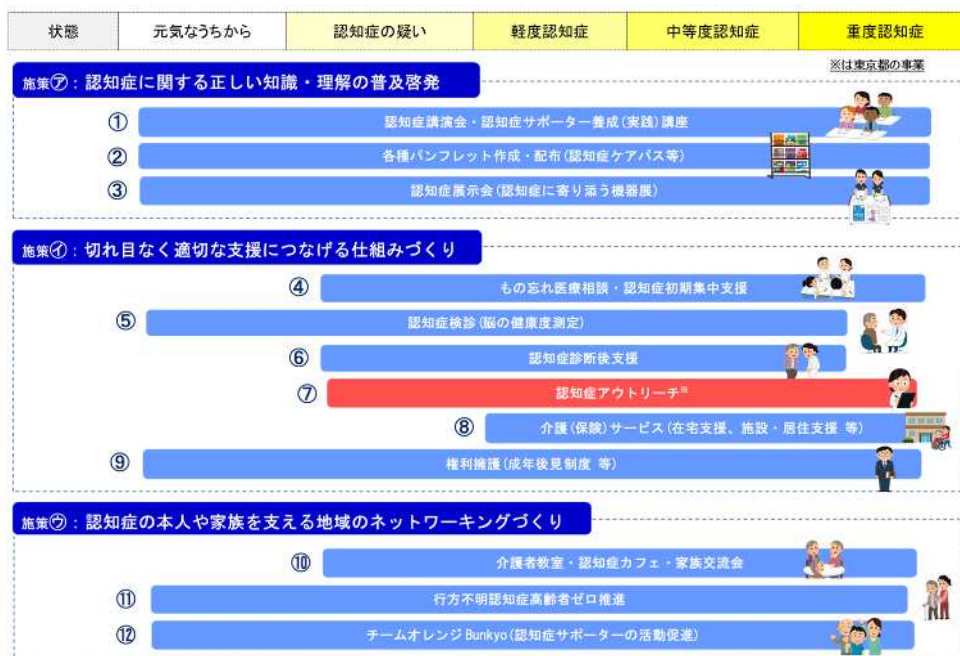 状態 元気なうちから 認知症の疑い 軽度認知症 中等度認知症 重度認知症
※は東京都の事業
施策㋐：認知症に関する正しい知識・理解の普及啓発
① 認知症講演会・認知症サポーター養成(実践)講座
② 各種パンフレット作成・配布(認知症ケアパス等)
③ 認知症展示会(認知症に寄り添う機器展)
施策㋑：切れ目なく適切な支援につなげる仕組みづくり
④ もの忘れ医療相談・認知症初期集中支援
⑤ 認知症検診(脳の健康度測定)
⑥ 認知症診断後支援
⑦ 認知症アウトリーチ※
⑧ 介護(保険)サービス(在宅支援、施設・居住支援 等)
⑨ 権利擁護(成年後見制度 等)
施策㋒：認知症の本人や家族を支える地域のネットワーキングづくり
⑩ 介護者教室・認知症カフェ・家族交流会
⑪ 行方不明認知症高齢者ゼロ推進
⑫ チームオレンジBunkyo(認知症サポーターの活動促進)